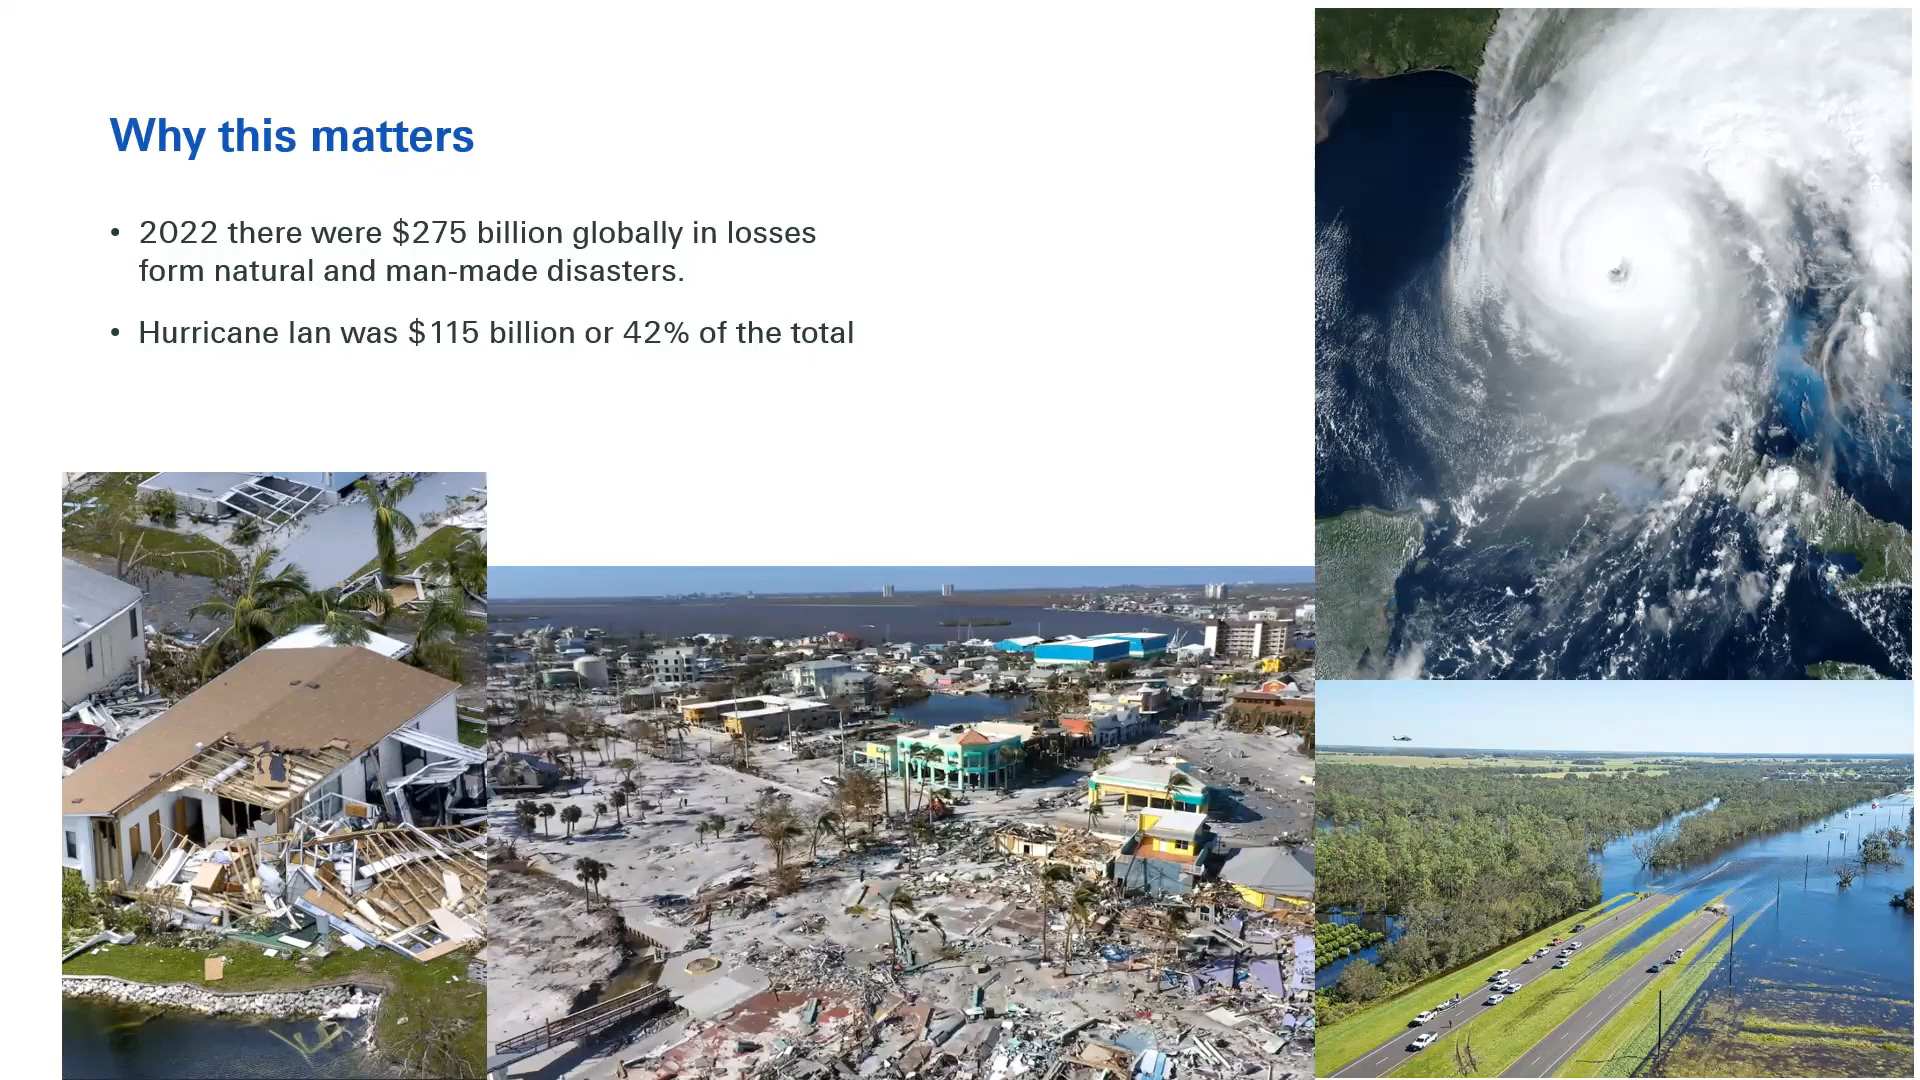 Why this matters
• 2022 there were $275 billion globally in losses
form natural and man-made disasters.
• Hurricane Ian was $115 billion or 42% of the total